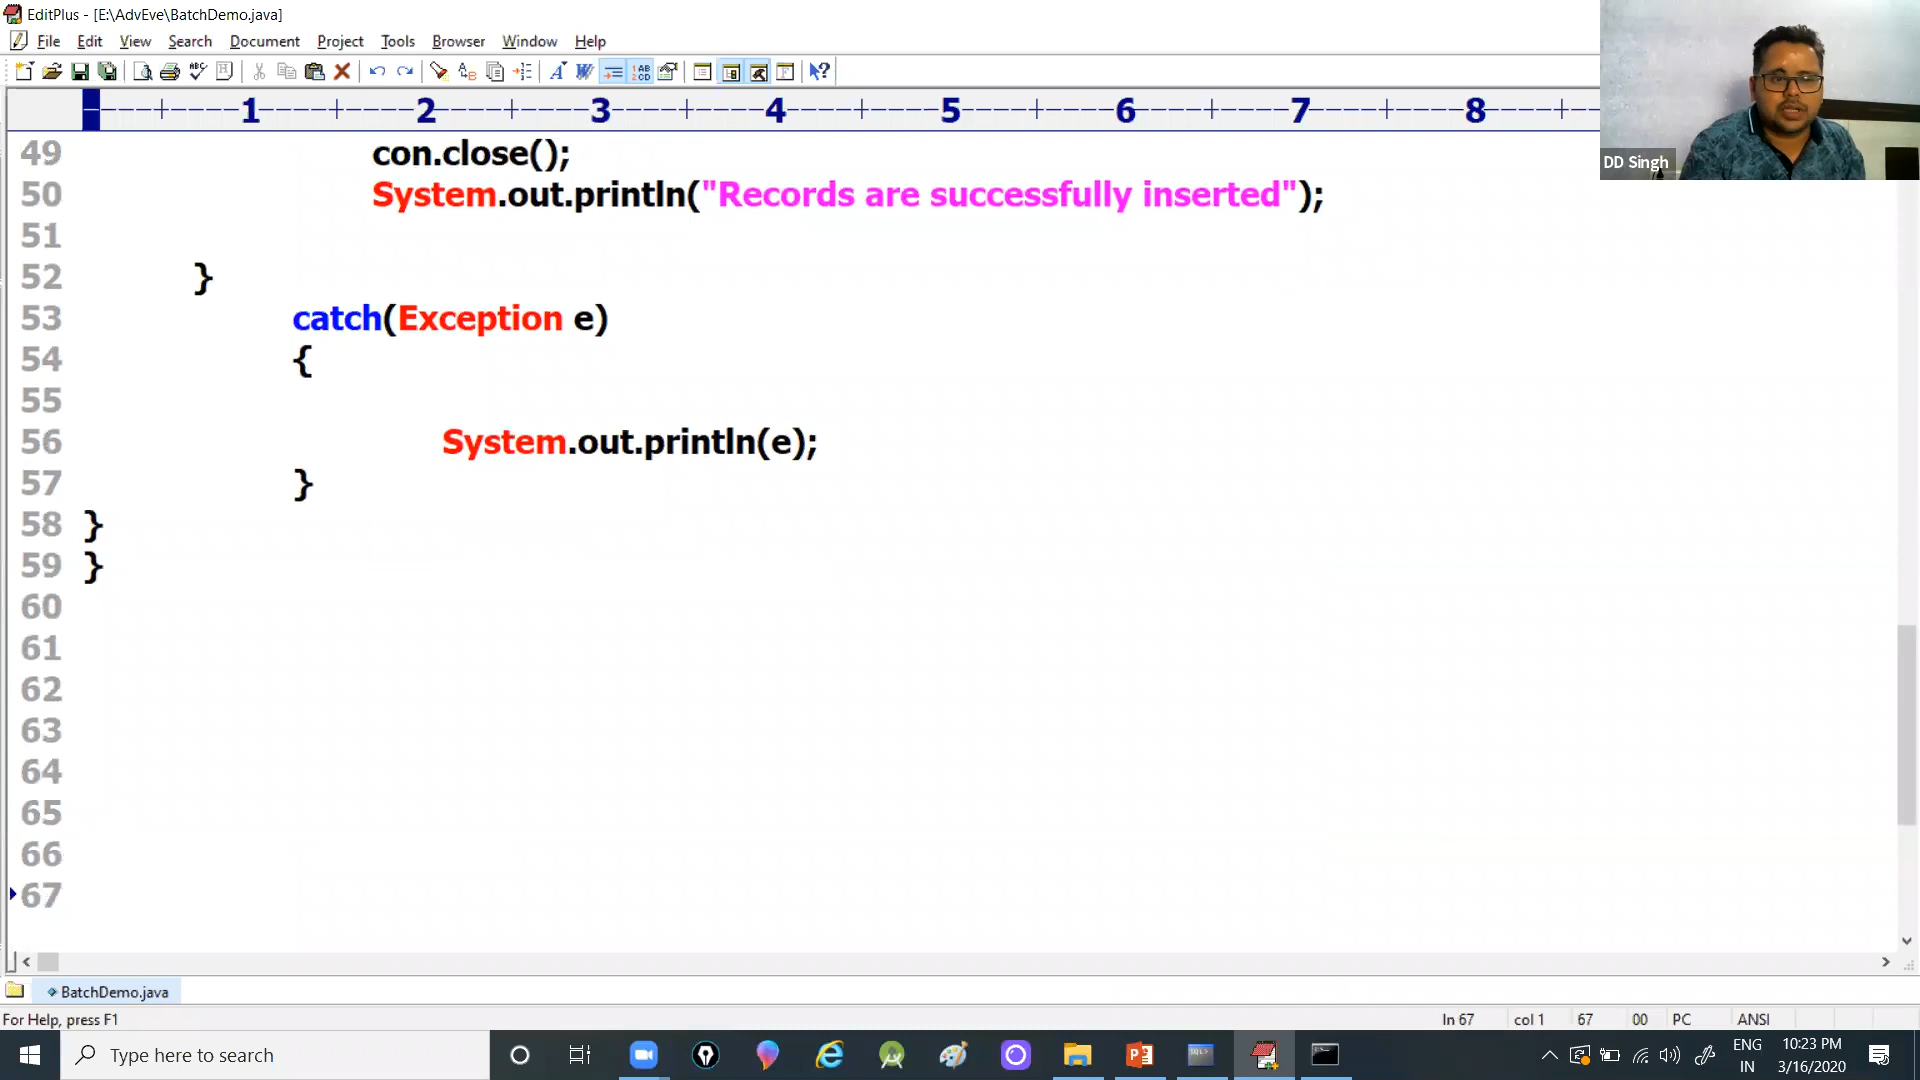 EditPlus - [E:\AdvEve\BatchDemo.java]
File Edit View Search Document Project Tools Browser Window Help
1 2 3 4 5 6 7 8
49 con.close();
50 System.out.println("Records are successfully inserted");
51
52 }
53 catch(Exception e)
54 {
55
56 System.out.println(e);
57 }
58 }
59 }
60
61
62
63
64
65
66
67
DD Singh
BatchDemo.java
For Help, press F1
ln 67 col 1 67 00 PC ANSI
Type here to search
ENG
IN
10:23 PM
3/16/2020